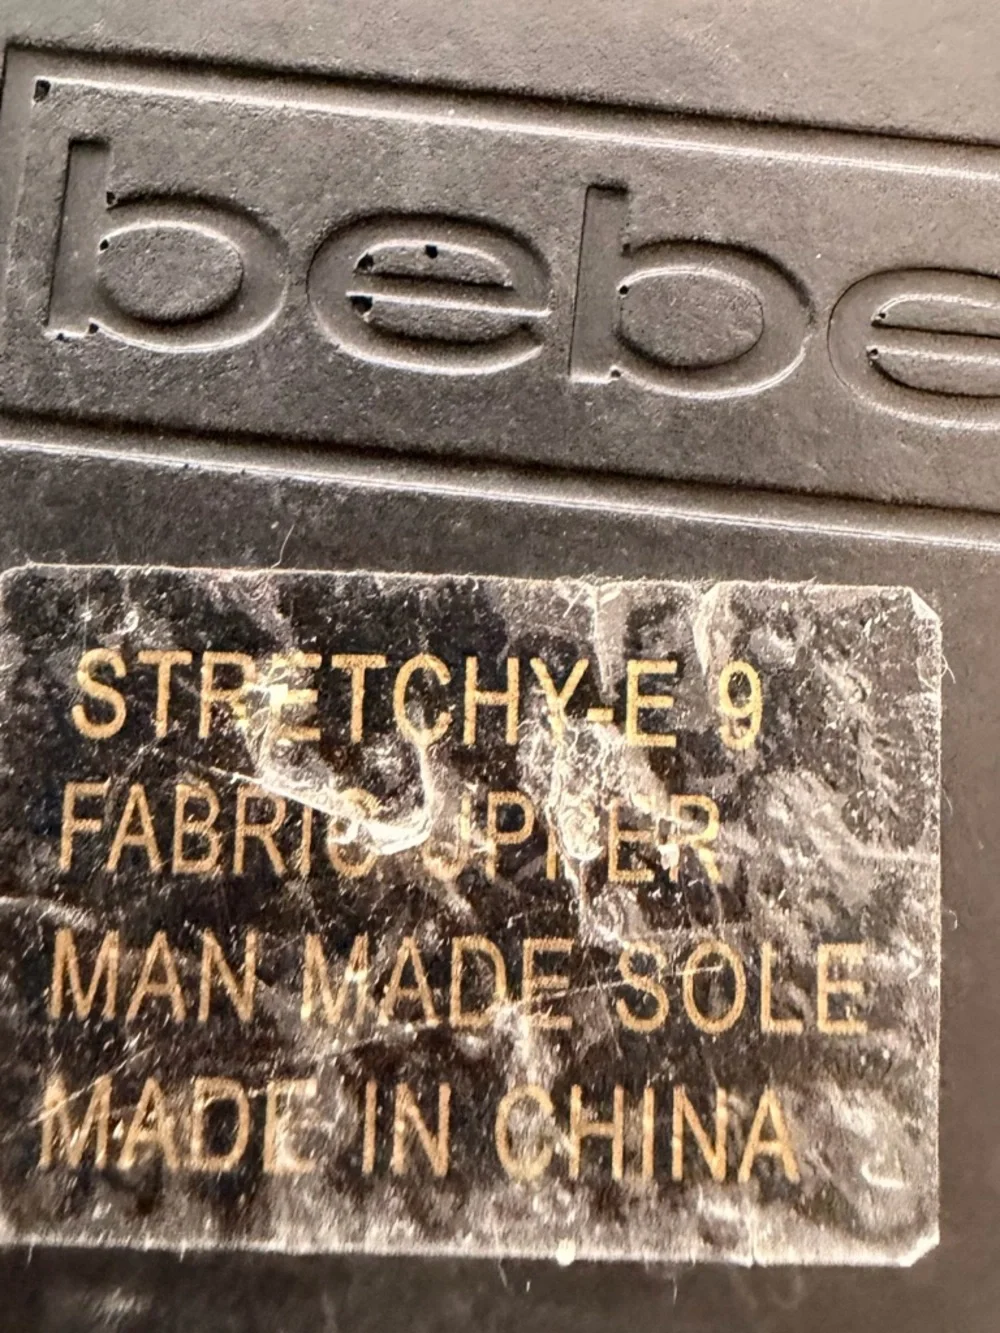 bebe
STRETCHY-E 9
FABRIC UPPER
MAN MADE SOLE
MADE IN CHINA